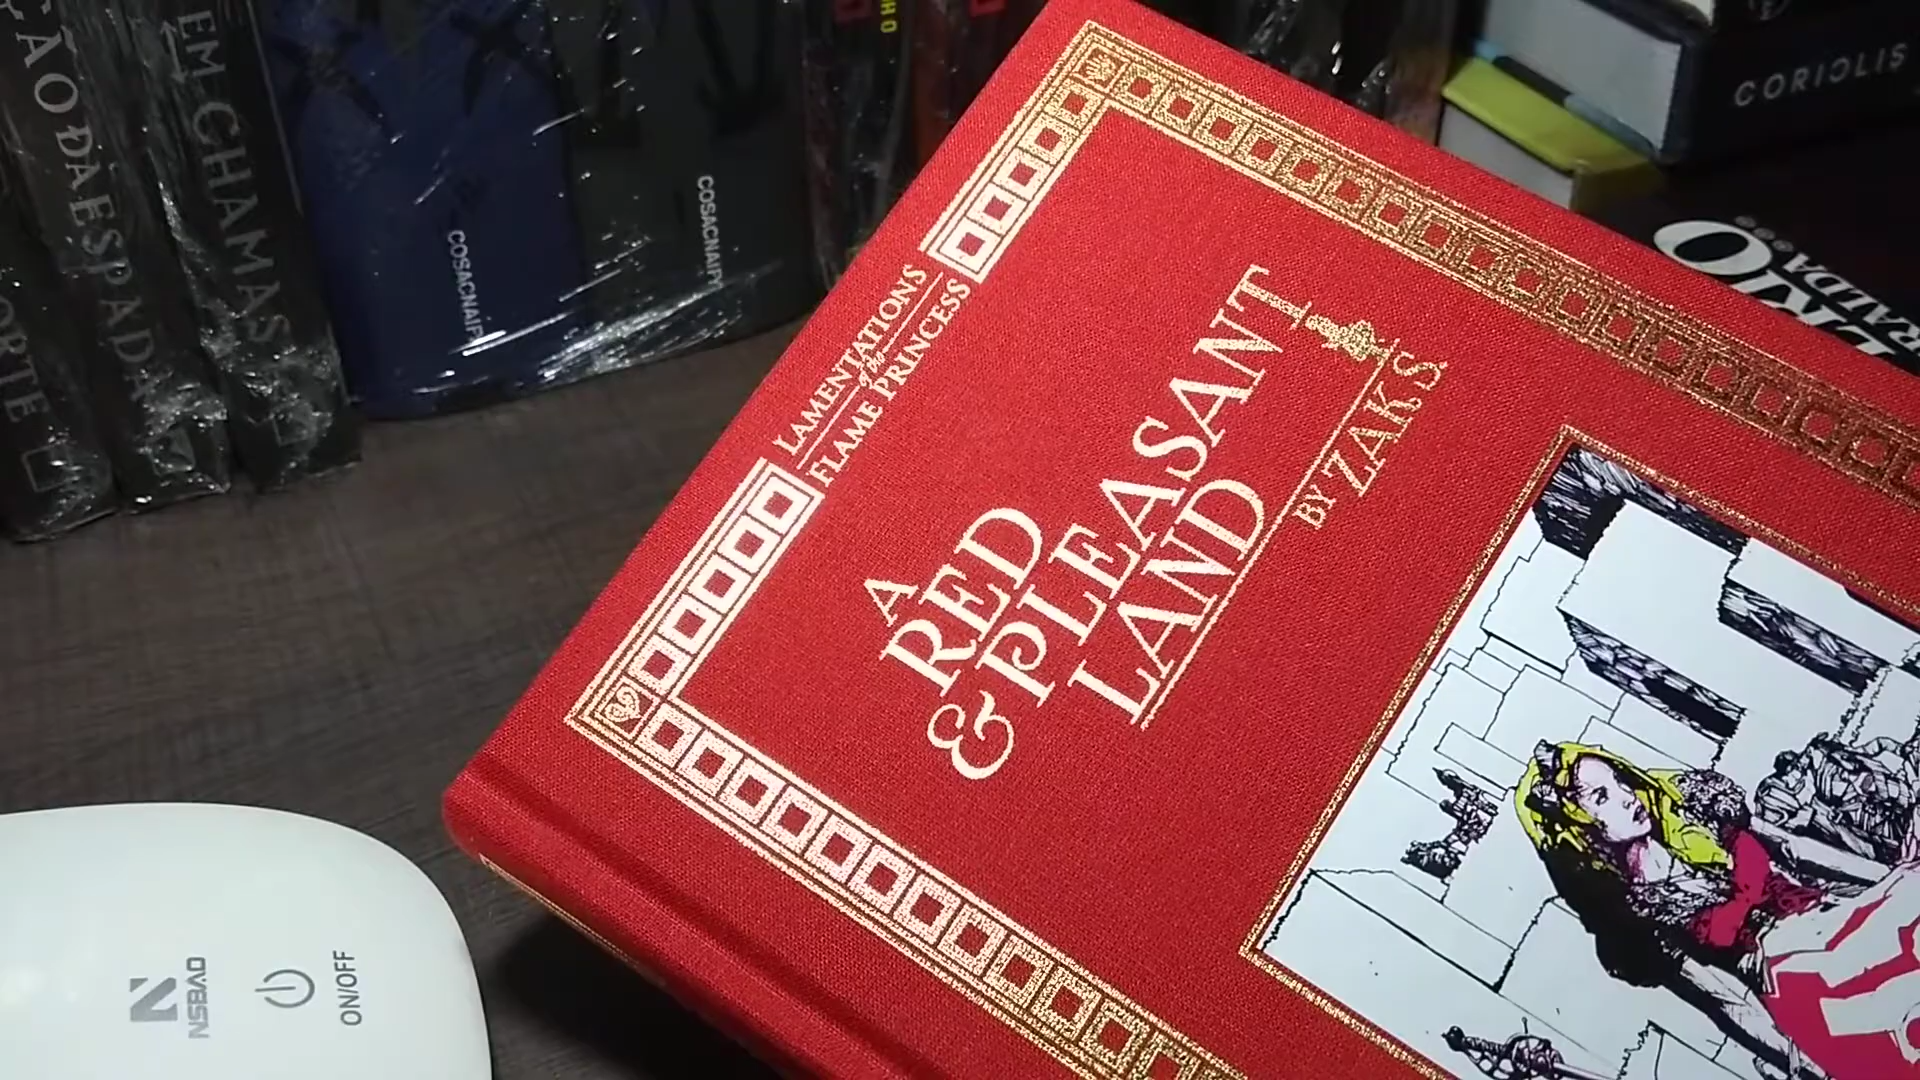 LAMENTATIONS
of the
FLAME PRINCESS
A
RED
& PLEASANT
LAND
BY ZAK S.
COSACNAIFY
COSACNAIFY
EM CHAMAS
ÇÃO DA ESPADA
ORTE
CORIOLIS
NSBAO
ON/OFF